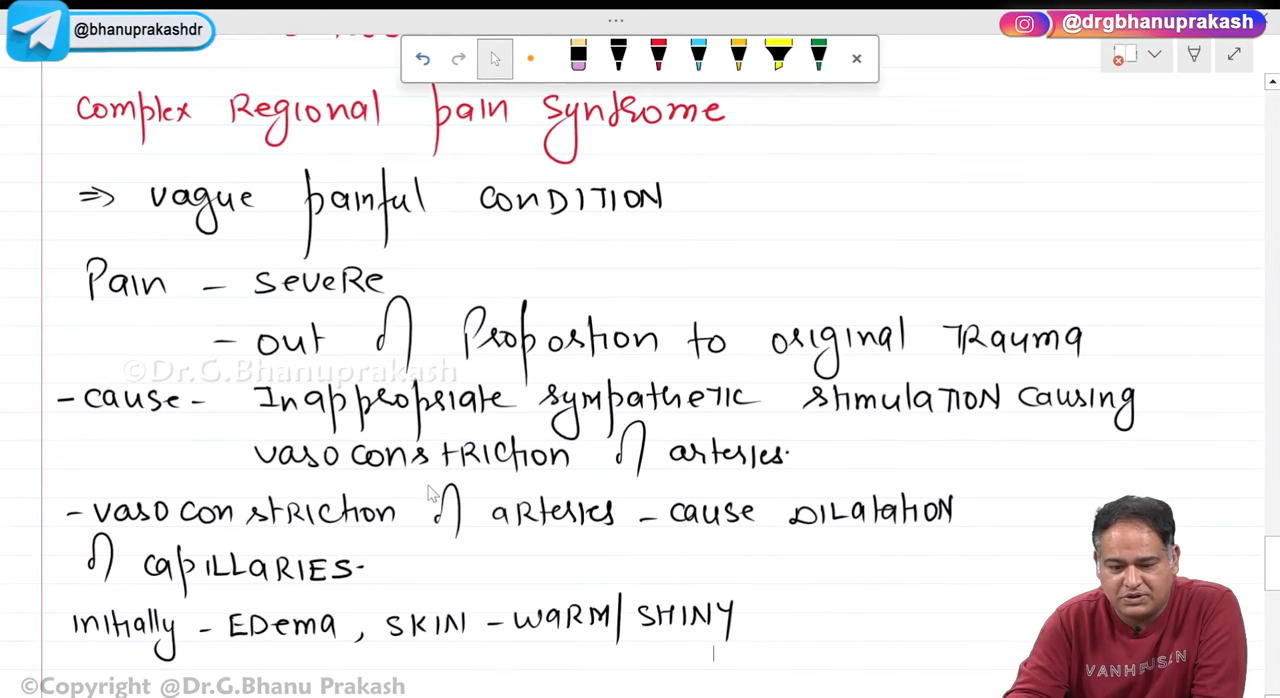 @bhanuprakashdr
@drgbhanuprakash
Complex Regional pain Syndrome
⇒ vague painful CONDITION
Pain - severe
- out of Proportion to original Trauma
©Dr.G.Bhanuprakash
- cause - Inappropriate sympathetic stimulation causing
vasoconstriction of arteries.
- vasoconstriction of arteries - cause DILatation
of capillaries.
initially - Edema, SKIN - warm/SHINY
VANHEUSEN
©Copyright @Dr.G.Bhanu Prakash